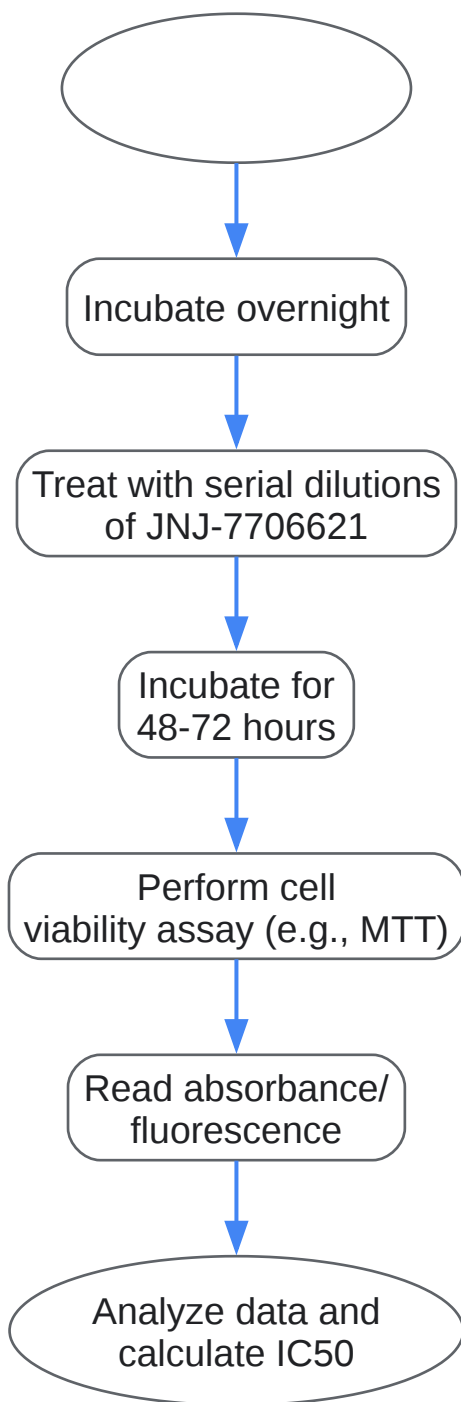 Incubate overnight
Treat with serial dilutions
of JNJ-7706621
Incubate for
48-72 hours
Perform cell
viability assay (e.g., MTT)
Read absorbance/
fluorescence
Analyze data and
calculate IC50